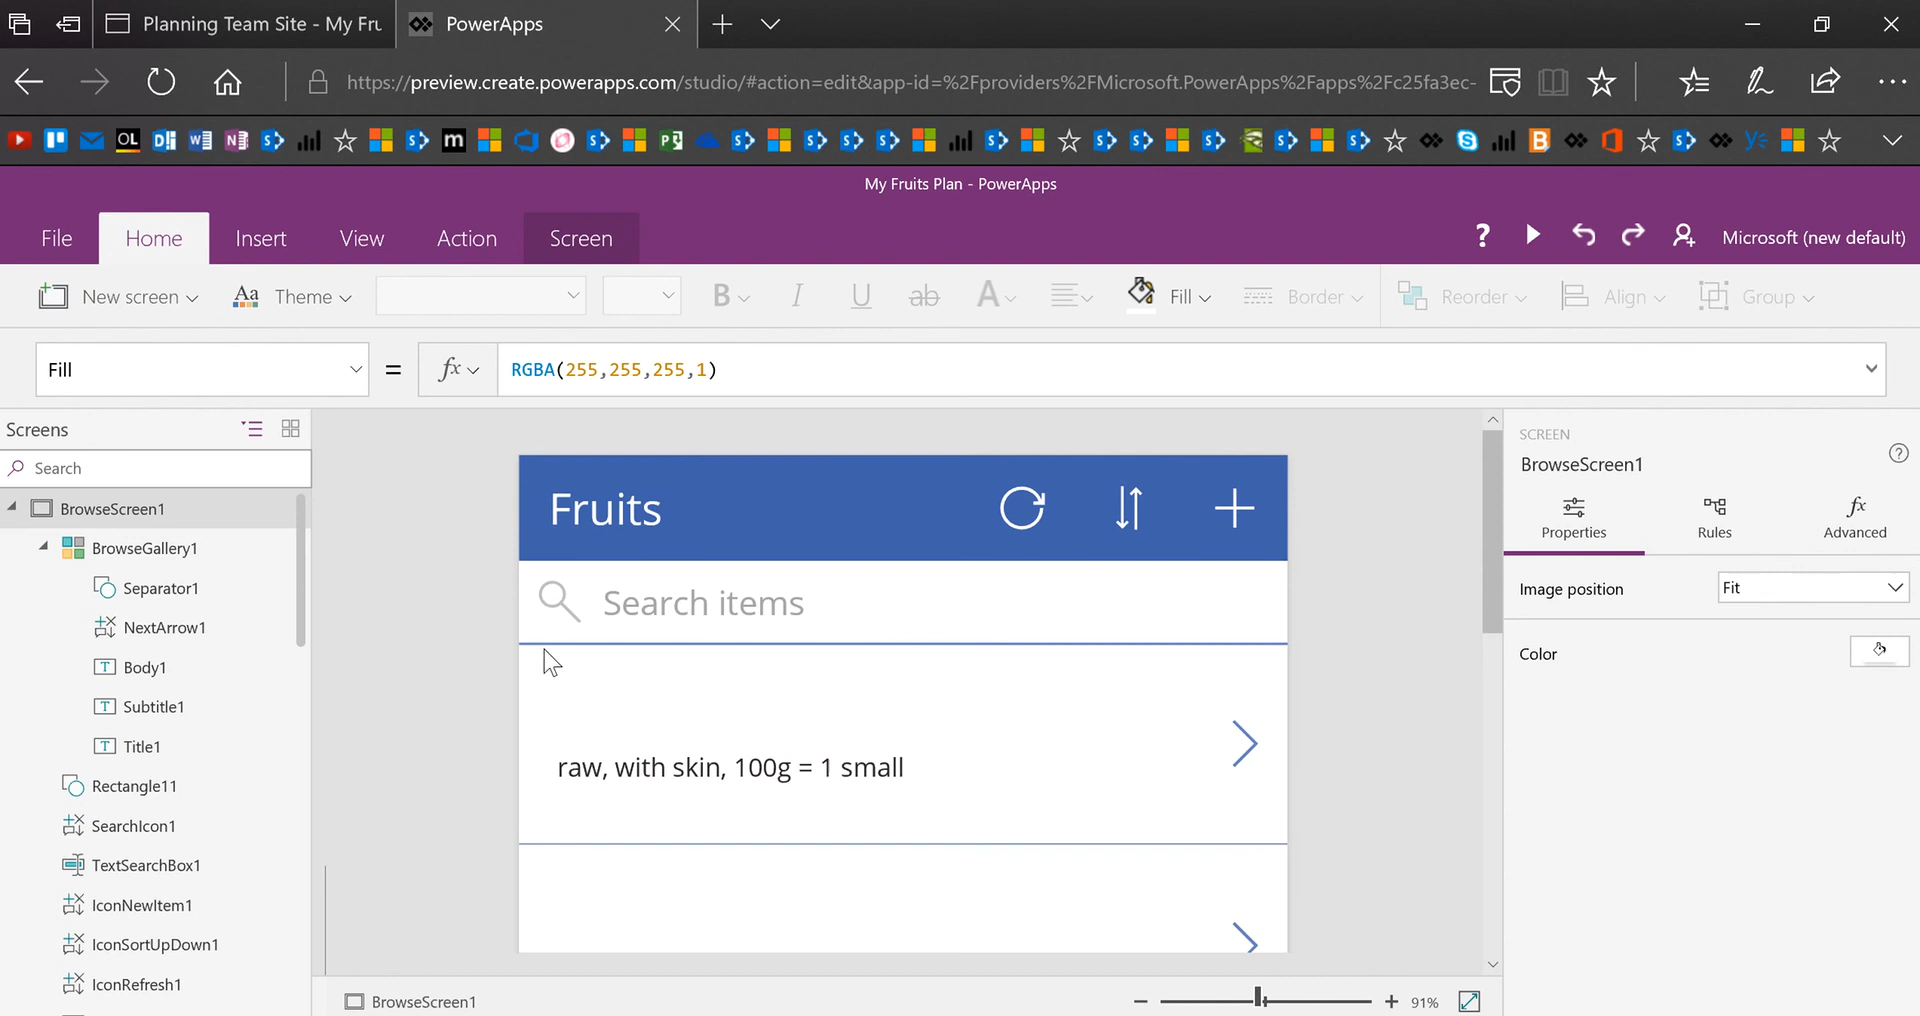 Planning Team Site - My Fru
PowerApps
https://preview.create.powerapps.com/studio/#action=edit&app-id=%2Fproviders%2FMicrosoft.PowerApps%2Fapps%2Fc25fa3ec-
My Fruits Plan - PowerApps
File Home Insert View Action Screen
? Microsoft (new default)
New screen Aa Theme B I U ab A Fill Border Reorder Align Group
Fill = fx RGBA(255,255,255,1)
Screens
Search
BrowseScreen1
BrowseGallery1
Separator1
NextArrow1
Body1
Subtitle1
Title1
Rectangle11
SearchIcon1
TextSearchBox1
IconNewItem1
IconSortUpDown1
IconRefresh1
Fruits
Search items
raw, with skin, 100g = 1 small
BrowseScreen1
91%
SCREEN
BrowseScreen1
Properties Rules Advanced
Image position Fit
Color